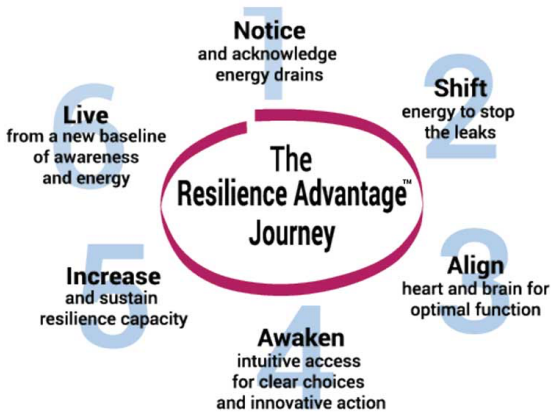 1
Notice
and acknowledge
energy drains
2
Shift
energy to stop
the leaks
3
Align
heart and brain for
optimal function
4
Awaken
intuitive access
for clear choices
and innovative action
5
Increase
and sustain
resilience capacity
6
Live
from a new baseline
of awareness
and energy
The
Resilience Advantage™
Journey